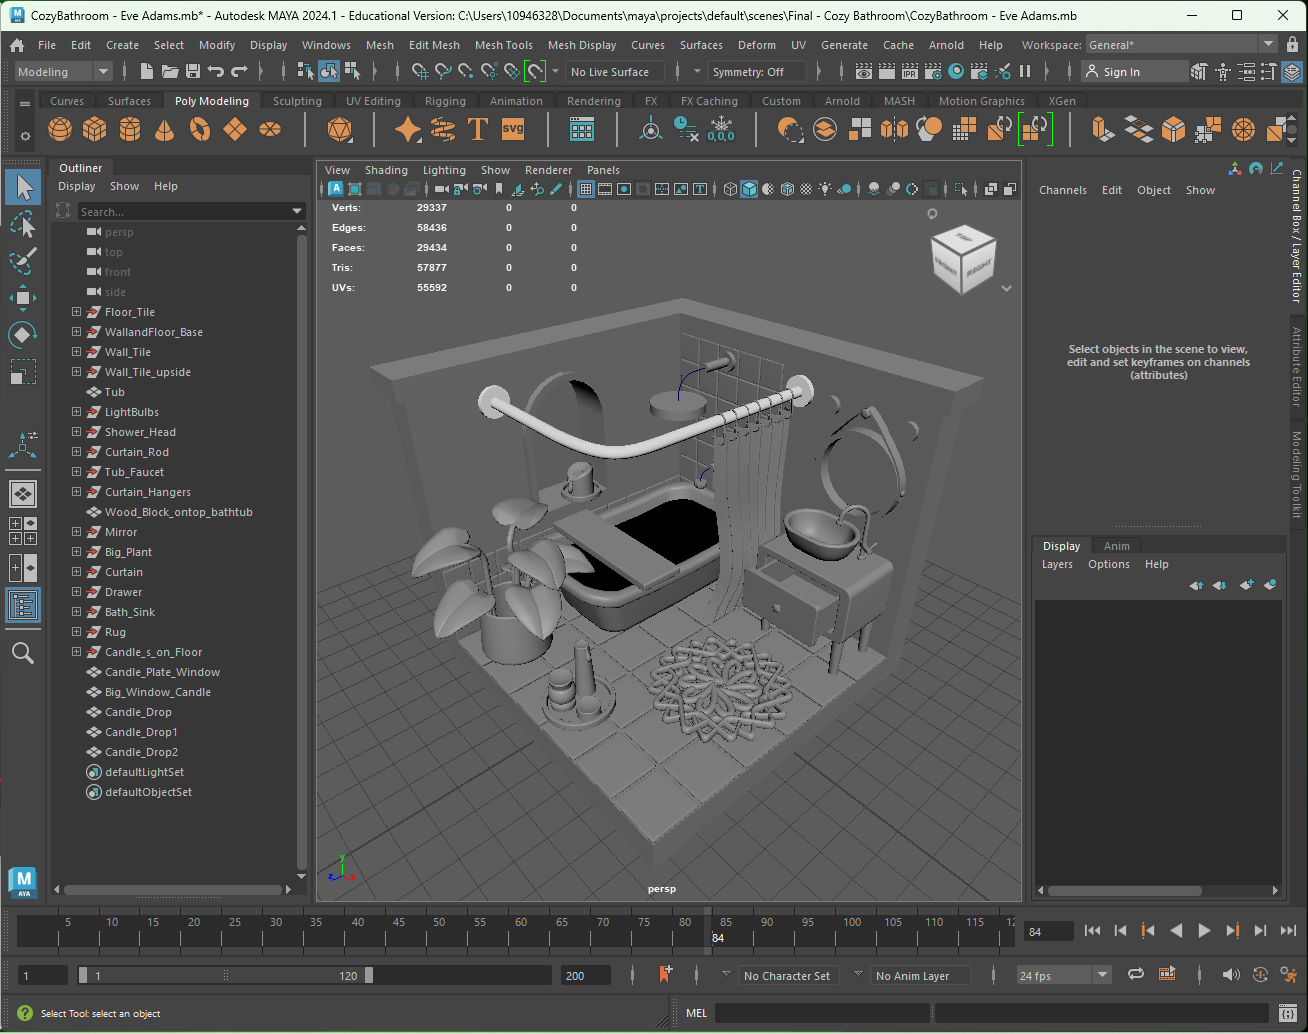 CozyBathroom - Eve Adams.mb* - Autodesk MAYA 2024.1 - Educational Version: C:\Users\10946328\Documents\maya\projects\default\scenes\Final - Cozy Bathroom\CozyBathroom - Eve Adams.mb
File Edit Create Select Modify Display Windows Mesh Edit Mesh Mesh Tools Mesh Display Curves Surfaces Deform UV Generate Cache Arnold Help Workspace: General*
Modeling No Live Surface Symmetry: Off IPR Sign In
Curves Surfaces Poly Modeling Sculpting UV Editing Rigging Animation Rendering FX FX Caching Custom Arnold MASH Motion Graphics XGen
T SVG 0,0,0
Outliner
Display Show Help
Search...
persp
top
front
side
Floor_Tile
WallandFloor_Base
Wall_Tile
Wall_Tile_upside
Tub
LightBulbs
Shower_Head
Curtain_Rod
Tub_Faucet
Curtain_Hangers
Wood_Block_ontop_bathtub
Mirror
Big_Plant
Curtain
Drawer
Bath_Sink
Rug
Candle_s_on_Floor
Candle_Plate_Window
Big_Window_Candle
Candle_Drop
Candle_Drop1
Candle_Drop2
defaultLightSet
defaultObjectSet
M
AYA
View Shading Lighting Show Renderer Panels
Verts: 29337 0 0
Edges: 58436 0 0
Faces: 29434 0 0
Tris: 57877 0 0
UVs: 55592 0 0
TOP
FRONT RIGHT
y
z x
persp
Channels Edit Object Show
Select objects in the scene to view,
edit and set keyframes on channels
(attributes)
Channel Box / Layer Editor
Attribute Editor
Modeling Toolkit
Display Anim
Layers Options Help
5 10 15 20 25 30 35 40 45 50 55 60 65 70 75 80 85 90 95 100 105 110 115 12
84
84
1 1 120 200 No Character Set No Anim Layer 24 fps
Select Tool: select an object MEL